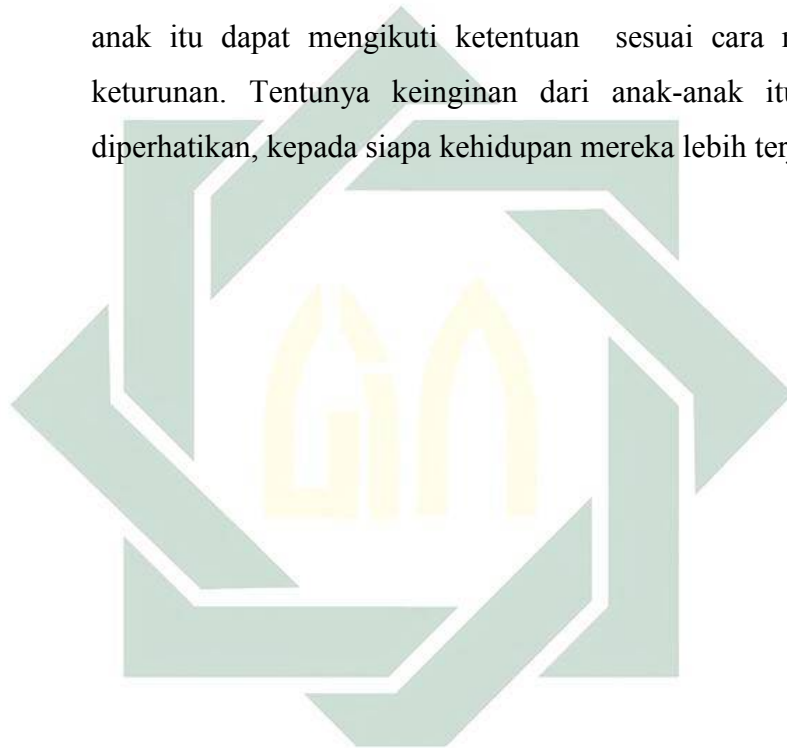 anak itu dapat mengikuti ketentuan sesuai cara
keturunan. Tentunya keinginan dari anak-anak
diperhatikan, kepada siapa kehidupan mereka lebih